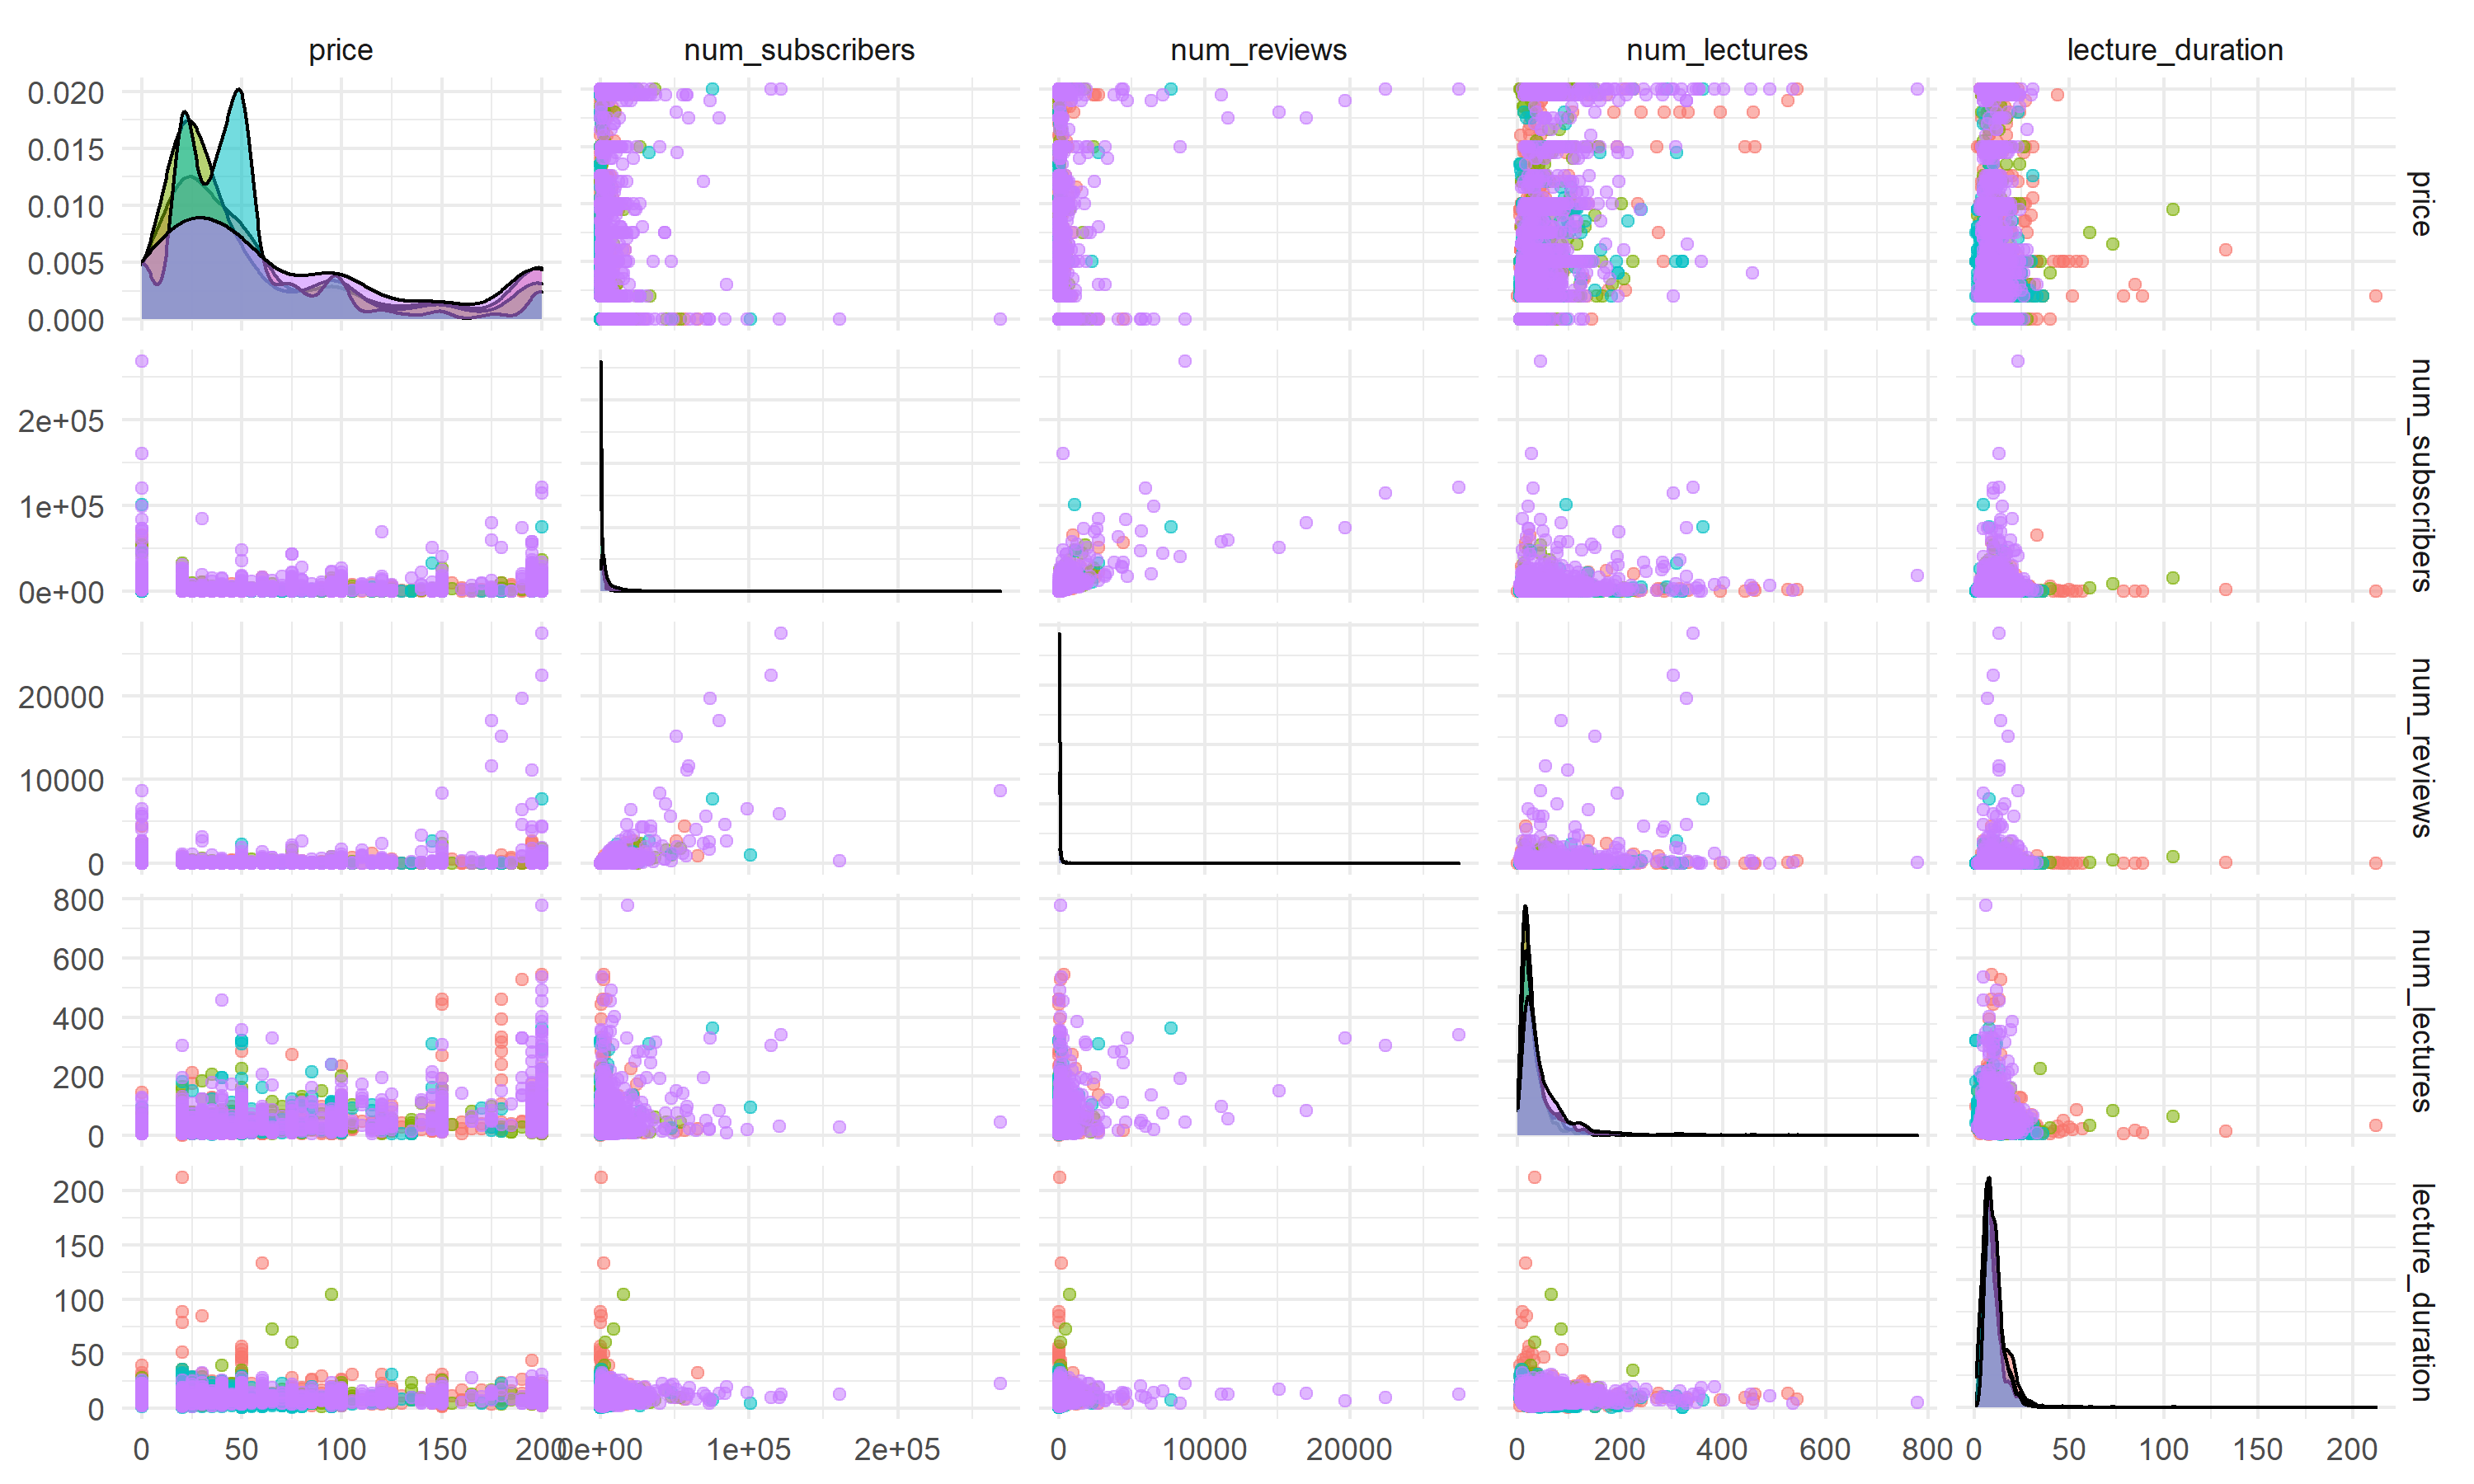 price num_subscribers num_reviews num_lectures lecture_duration
0.020
0.015
0.010
0.005
0.000
price
2e+05
1e+05
0e+00
num_subscribers
20000
10000
0
num_reviews
800
600
400
200
0
num_lectures
200
150
100
50
0
lecture_duration
0 50 100 150 200 0e+00 1e+05 2e+05 0 10000 20000 0 200 400 600 800 0 50 100 150 200